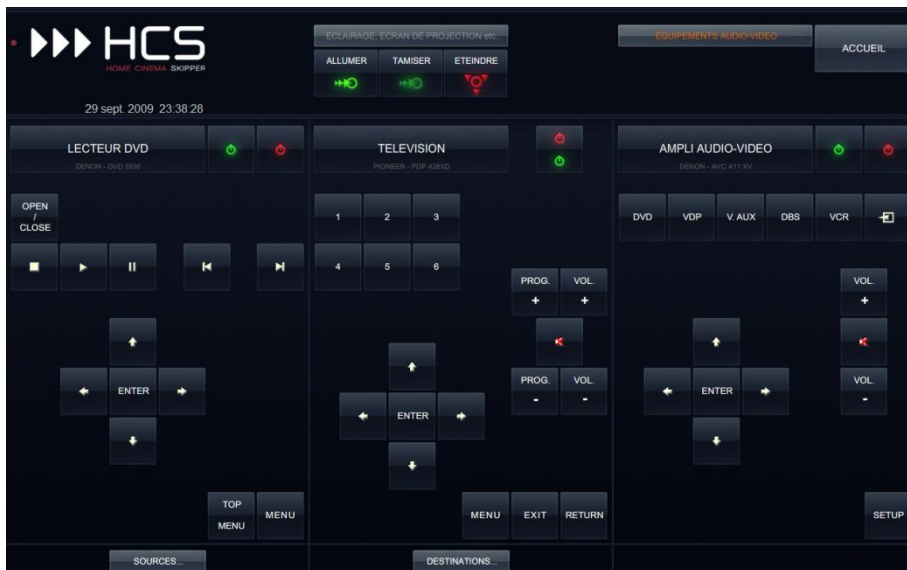 HCS
HOME CINEMA SKIPPER
29 sept. 2009 23:38:28
ECLAIRAGE, ECRAN DE PROJECTION etc.
ALLUMER TAMISER ETEINDRE
EQUIPEMENTS AUDIO-VIDEO
ACCUEIL
LECTEUR DVD
DENON - DVD 3930
OPEN
/
CLOSE
ENTER
TOP
MENU
MENU
SOURCES...
TELEVISION
PIONEER - PDP 428XD
1 2 3
4 5 6
PROG. VOL.
+ +
PROG. VOL.
- -
ENTER
MENU EXIT RETURN
DESTINATIONS...
AMPLI AUDIO-VIDEO
DENON - AVC A11 XV
DVD VDP V. AUX DBS VCR
VOL.
+
VOL.
-
ENTER
SETUP